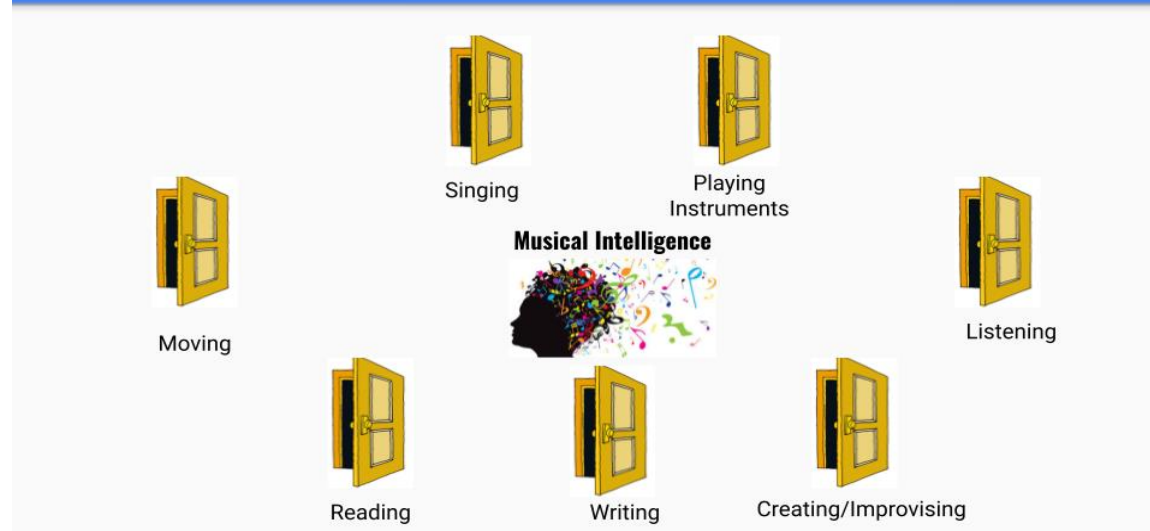 Singing
Playing
Instruments
Musical Intelligence
Moving
Listening
Reading
Writing
Creating/Improvising